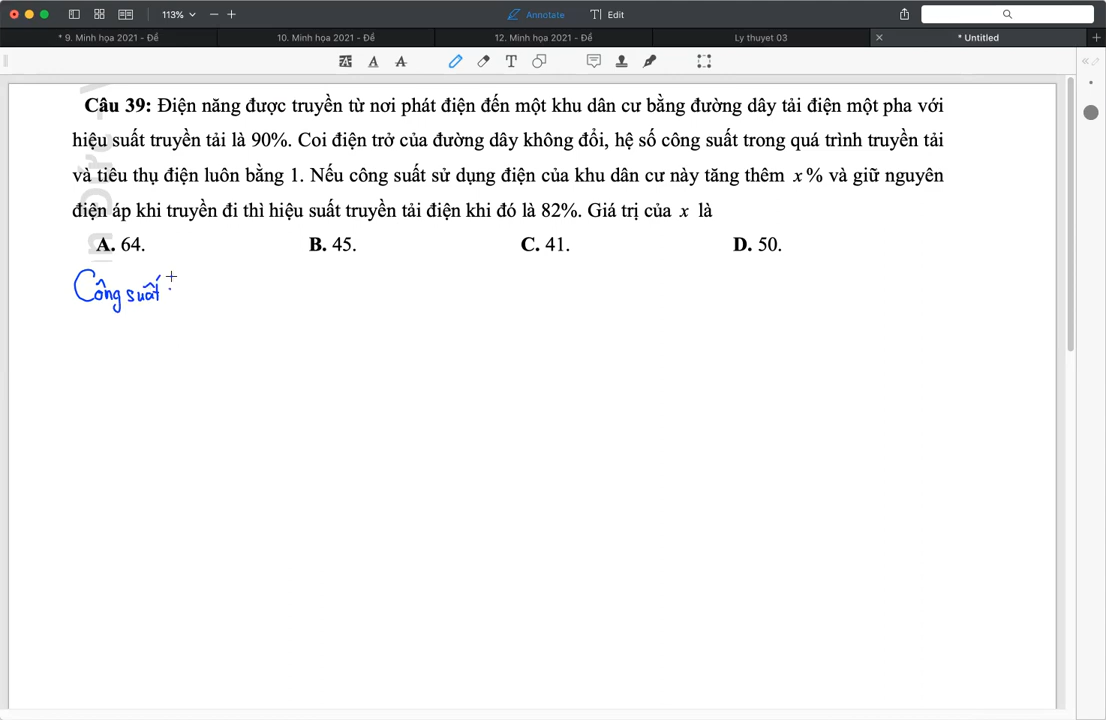 113%
Annotate
Edit
* 9. Minh họa 2021 - Đề
10. Minh họa 2021 - Đề
12. Minh họa 2021 - Đề
Ly thuyet 03
* Untitled
Câu 39: Điện năng được truyền từ nơi phát điện đến một khu dân cư bằng đường dây tải điện một pha với
hiệu suất truyền tải là 90%. Coi điện trở của đường dây không đổi, hệ số công suất trong quá trình truyền tải
và tiêu thụ điện luôn bằng 1. Nếu công suất sử dụng điện của khu dân cư này tăng thêm x% và giữ nguyên
điện áp khi truyền đi thì hiệu suất truyền tải điện khi đó là 82%. Giá trị của x là
A. 64. B. 45. C. 41. D. 50.
Công suất :